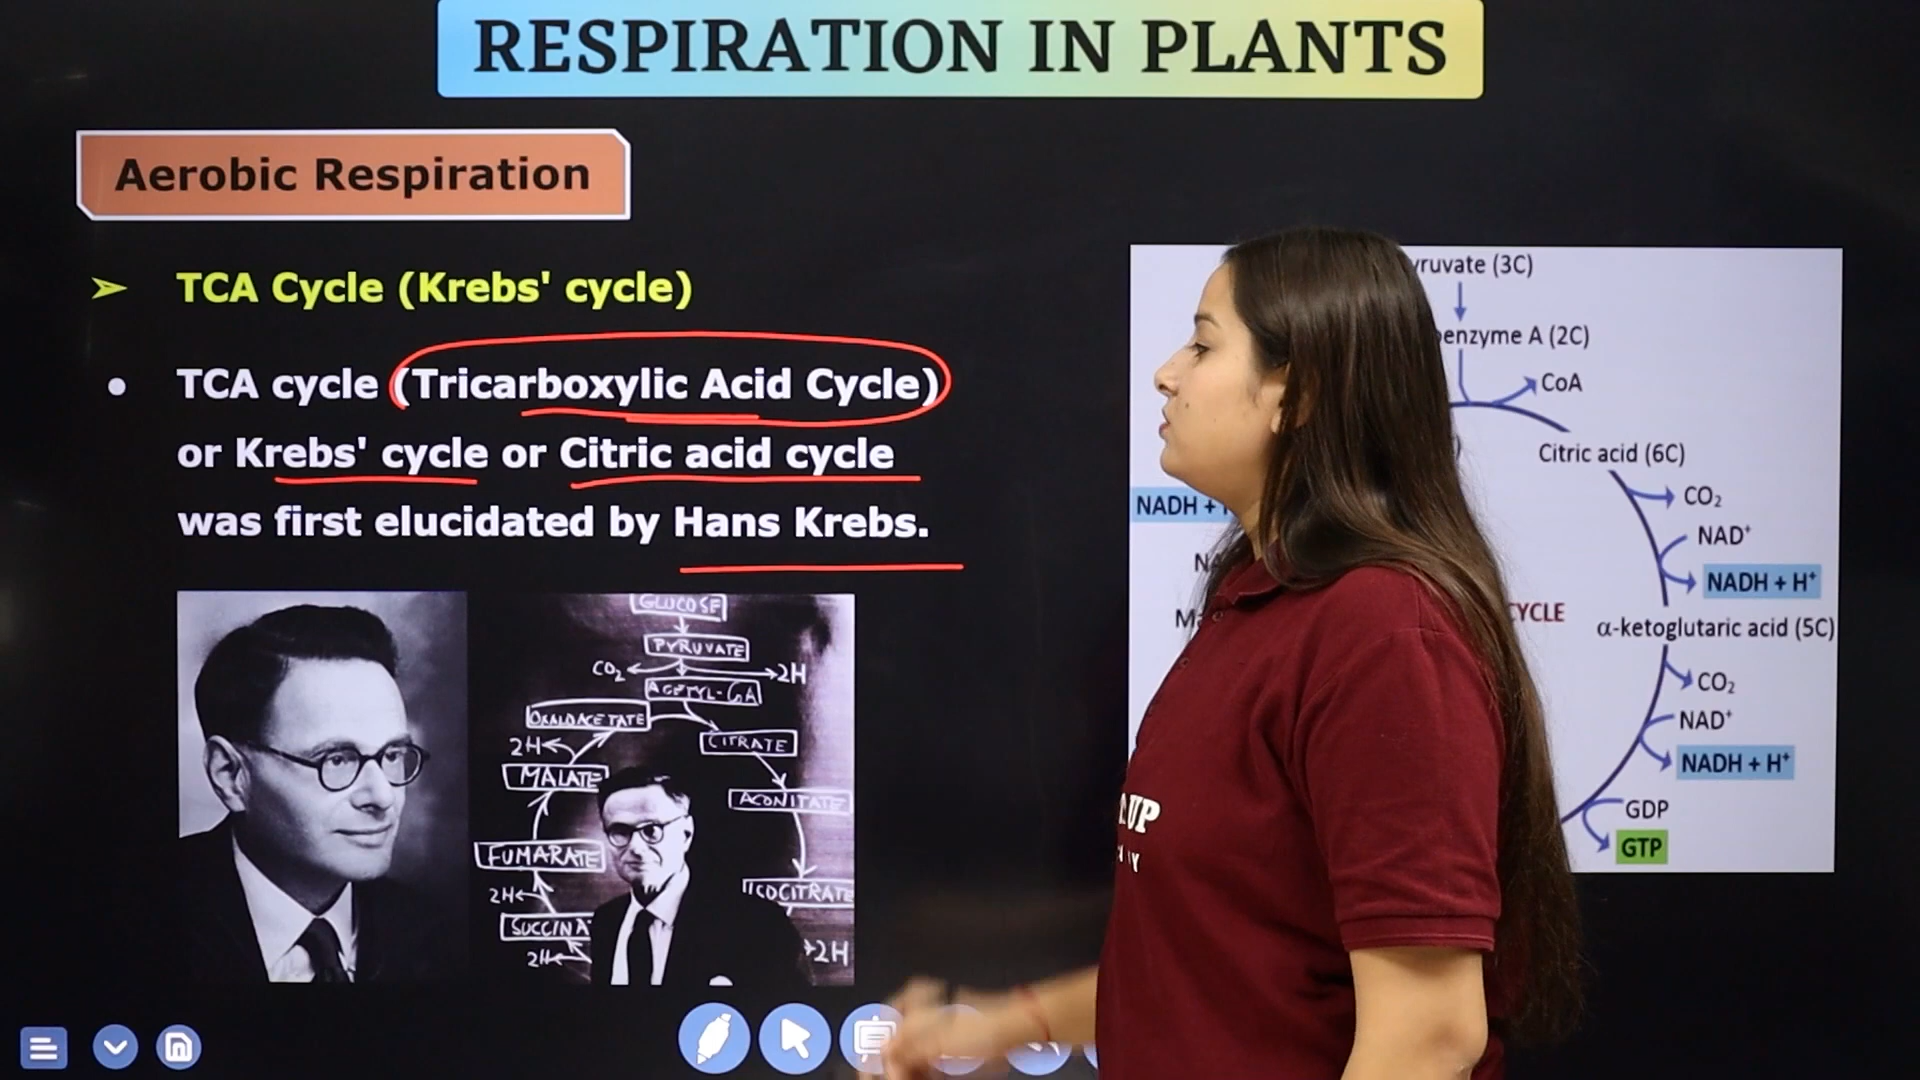 RESPIRATION IN PLANTS
Aerobic Respiration
TCA Cycle (Krebs' cycle)
TCA cycle (Tricarboxylic Acid Cycle)
or Krebs' cycle or Citric acid cycle
was first elucidated by Hans Krebs.
GLUCOSE
PYRUVATE
CO₂
2H
ACETYL-CoA
OXALOACETATE
2H
CITRATE
MALATE
ACONITATE
FUMARATE
ISOCITRATE
2H
SUCCINA
2H
2H
yruvate (3C)
enzyme A (2C)
CoA
Citric acid (6C)
CO₂
NADH +
NAD⁺
NADH + H⁺
CYCLE
α-ketoglutaric acid (5C)
CO₂
NAD⁺
NADH + H⁺
GDP
GTP
UP